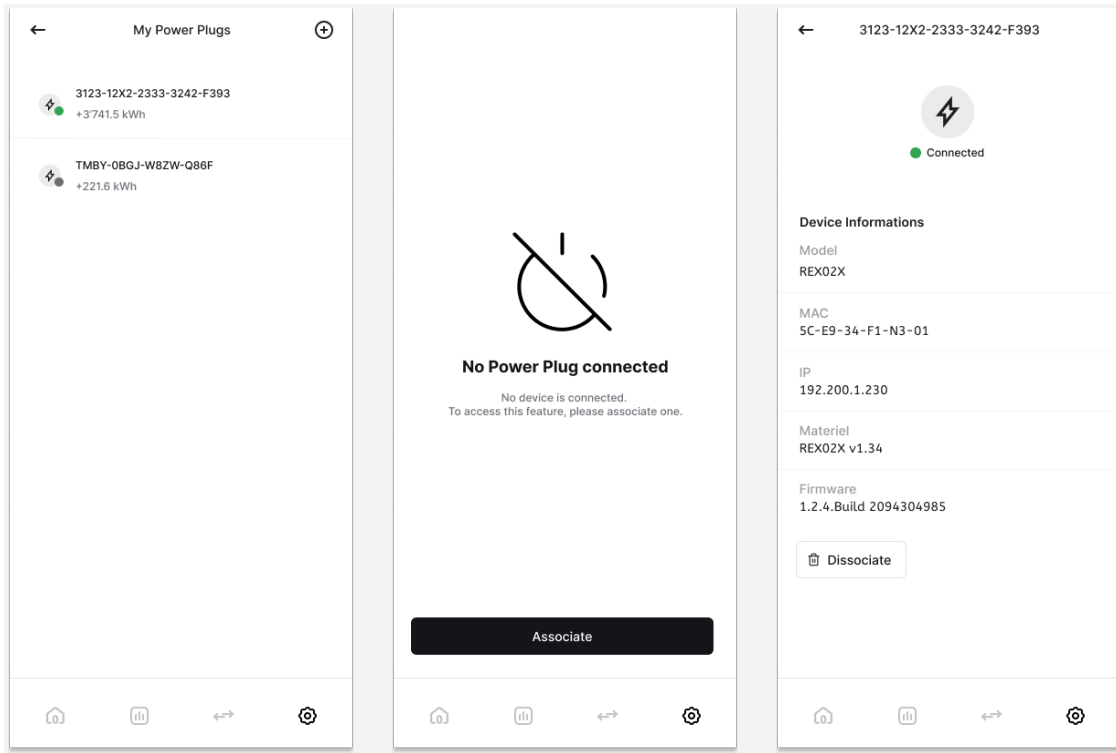 My Power Plugs
3123-12X2-2333-3242-F393
+3'741.5 kWh
TMBY-0BGJ-W8ZW-Q86F
+221.6 kWh
No Power Plug connected
No device is connected.
To access this feature, please associate one.
Associate
3123-12X2-2333-3242-F393
Connected
Device Informations
Model
REX02X
MAC
5C-E9-34-F1-N3-01
IP
192.200.1.230
Materiel
REX02X v1.34
Firmware
1.2.4.Build 2094304985
Dissociate